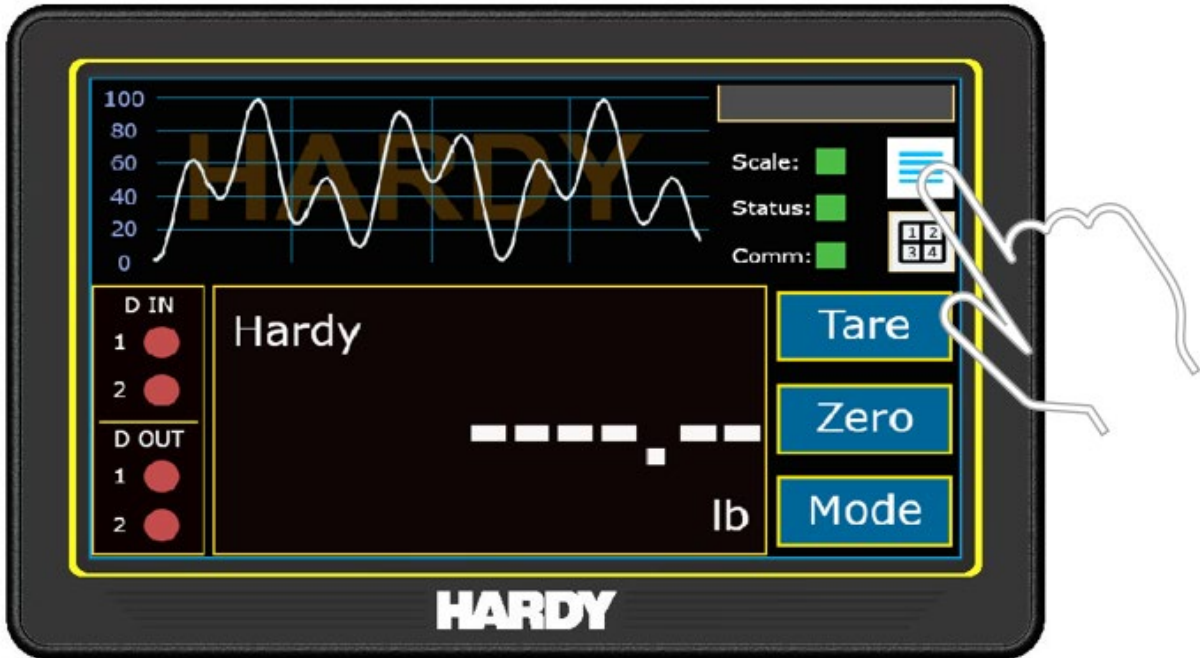 100
80
60
40
20
0
HARDY
Scale:
Status:
Comm:
1 2
3 4
D IN
1
2
D OUT
1
2
Hardy
----.--
lb
Tare
Zero
Mode
HARDY